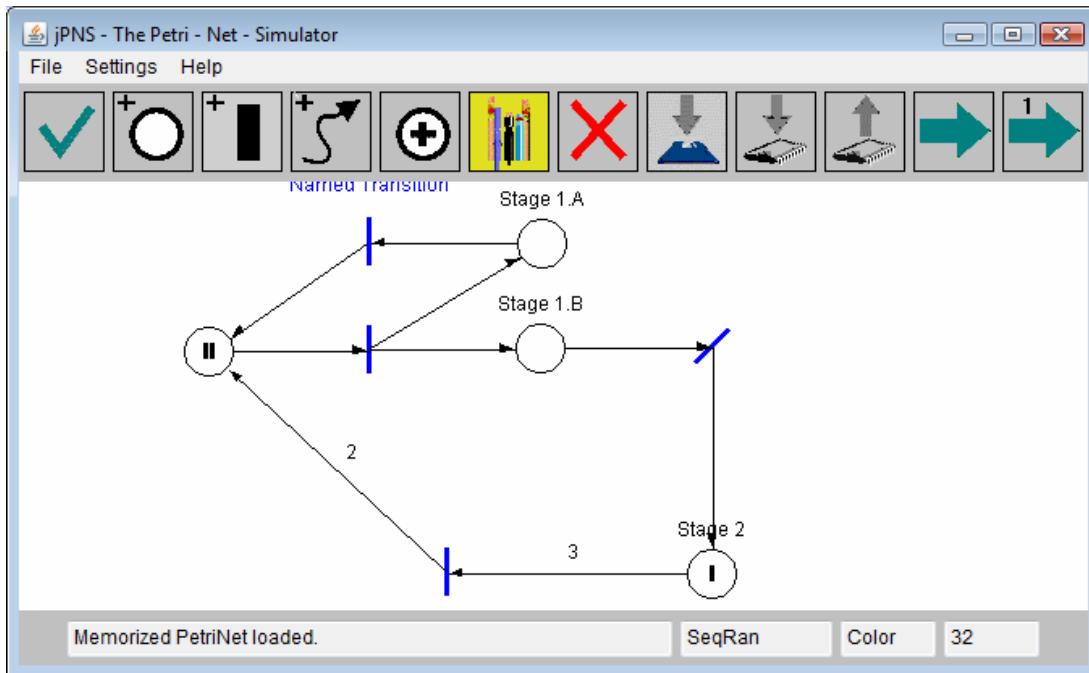 jPNS - The Petri - Net - Simulator
File Settings Help
1
Named Transition
Stage 1.A
Stage 1.B
2
Stage 2
3
Memorized PetriNet loaded.
SeqRan
Color
32